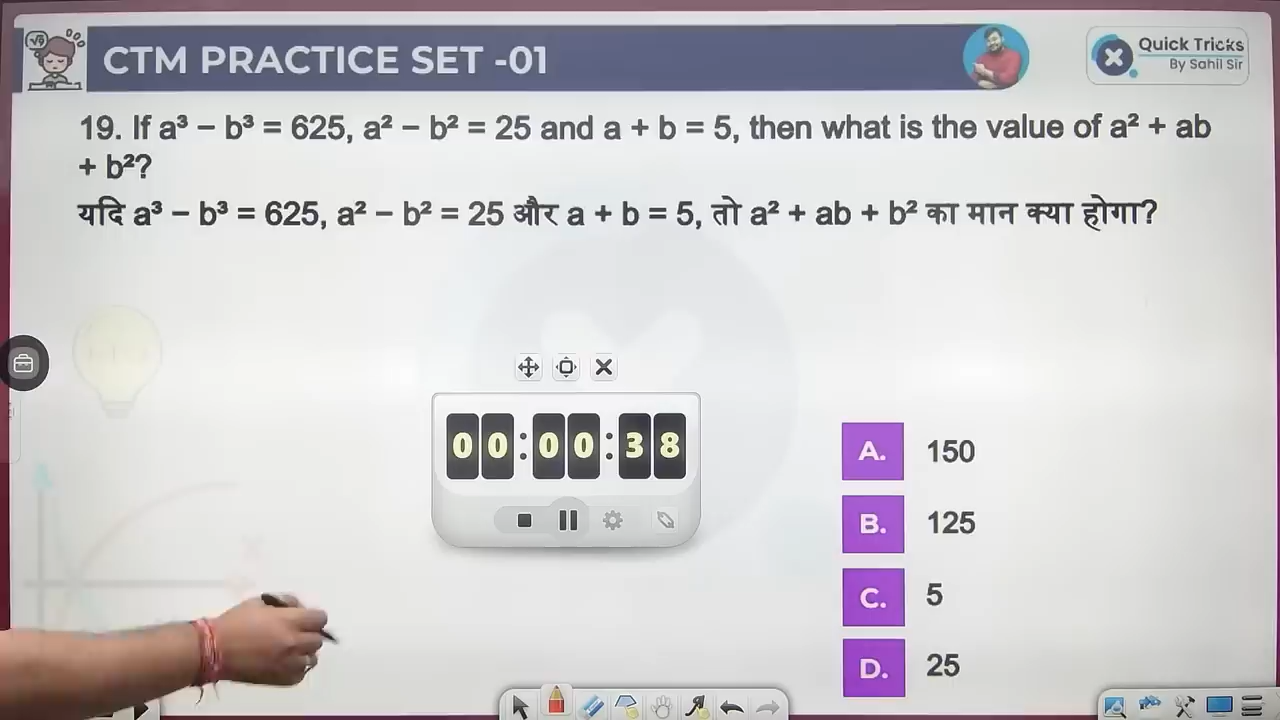 CTM PRACTICE SET -01
Quick Tricks
By Sahil Sir
19. If a³ – b³ = 625, a² – b² = 25 and a + b = 5, then what is the value of a² + ab
+ b²?
यदि a³ – b³ = 625, a² – b² = 25 और a + b = 5, तो a² + ab + b² का मान क्या होगा?
00:00:38
A. 150
B. 125
C. 5
D. 25